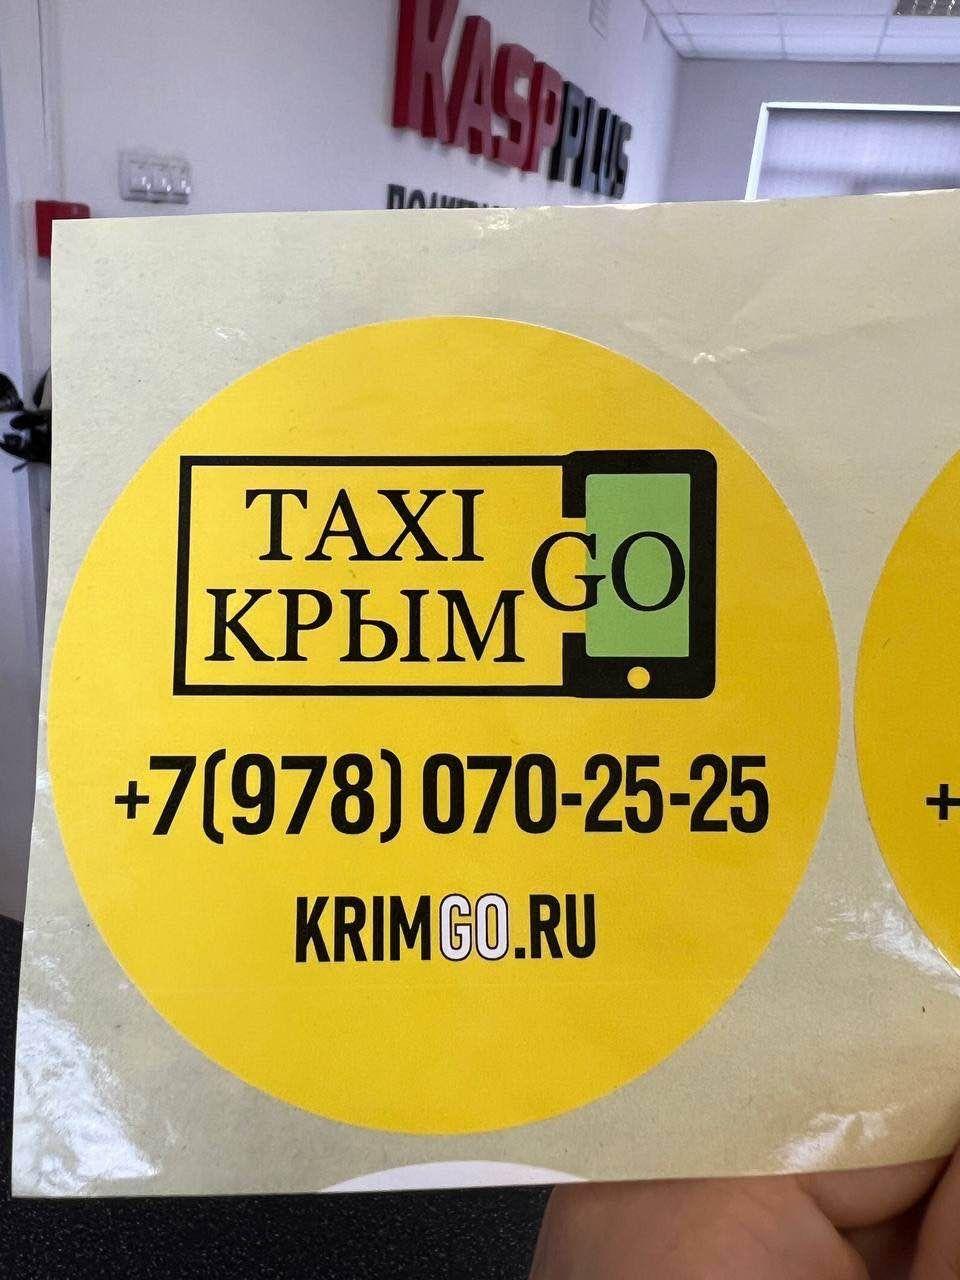 KASPPLUS
TAXI
КРЫМ
GO
+7(978) 070-25-25
KRIMGO.RU
+